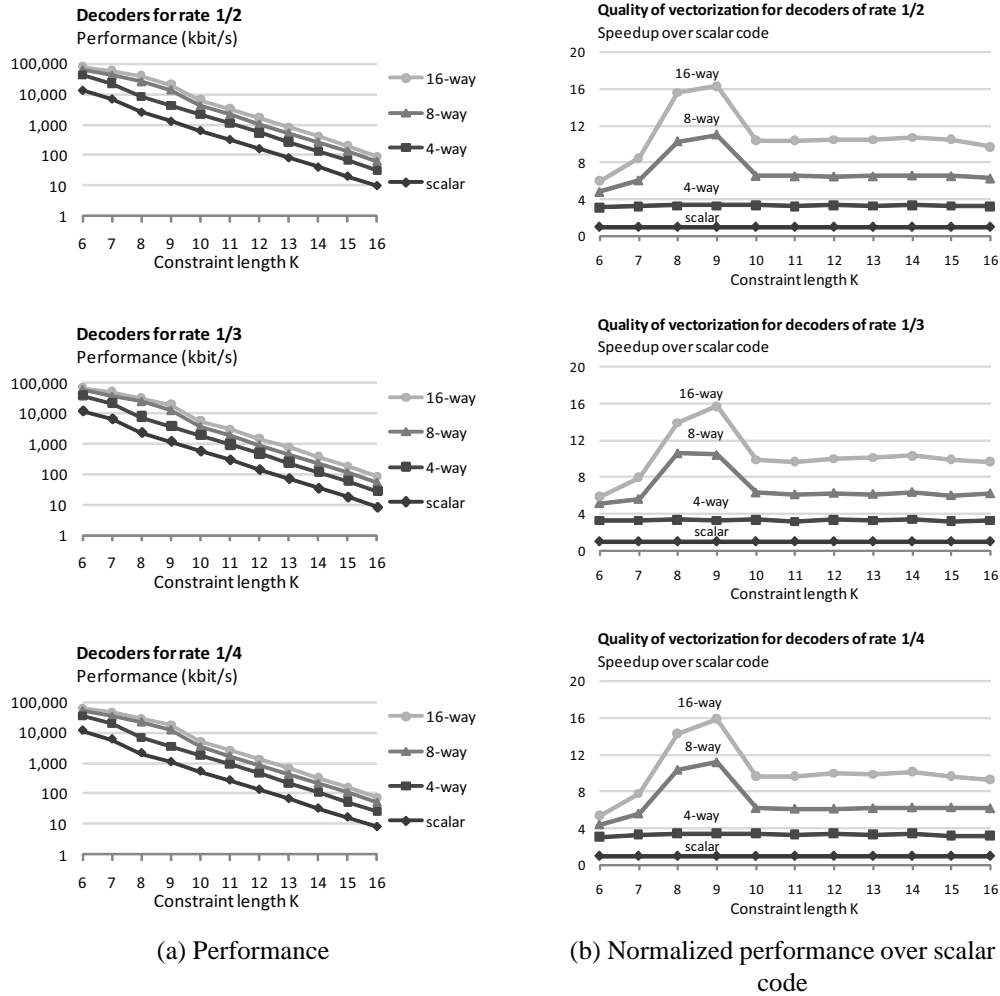 Decoders for rate 1/2
Performance (kbit/s)
100,000
10,000
1,000
100
10
1
6 7 8 9 10 11 12 13 14 15 16
Constraint length K
16-way
8-way
4-way
scalar
Quality of vectorization for decoders of rate 1/2
Speedup over scalar code
20
16
12
8
4
0
16-way
8-way
4-way
scalar
6 7 8 9 10 11 12 13 14 15 16
Constraint length K
Decoders for rate 1/3
Performance (kbit/s)
100,000
10,000
1,000
100
10
1
6 7 8 9 10 11 12 13 14 15 16
Constraint length K
16-way
8-way
4-way
scalar
Quality of vectorization for decoders of rate 1/3
Speedup over scalar code
20
16
12
8
4
0
16-way
8-way
4-way
scalar
6 7 8 9 10 11 12 13 14 15 16
Constraint length K
Decoders for rate 1/4
Performance (kbit/s)
100,000
10,000
1,000
100
10
1
6 7 8 9 10 11 12 13 14 15 16
Constraint length K
16-way
8-way
4-way
scalar
Quality of vectorization for decoders of rate 1/4
Speedup over scalar code
20
16
12
8
4
0
16-way
8-way
4-way
scalar
6 7 8 9 10 11 12 13 14 15 16
Constraint length K
(a) Performance
(b) Normalized performance over scalar
code